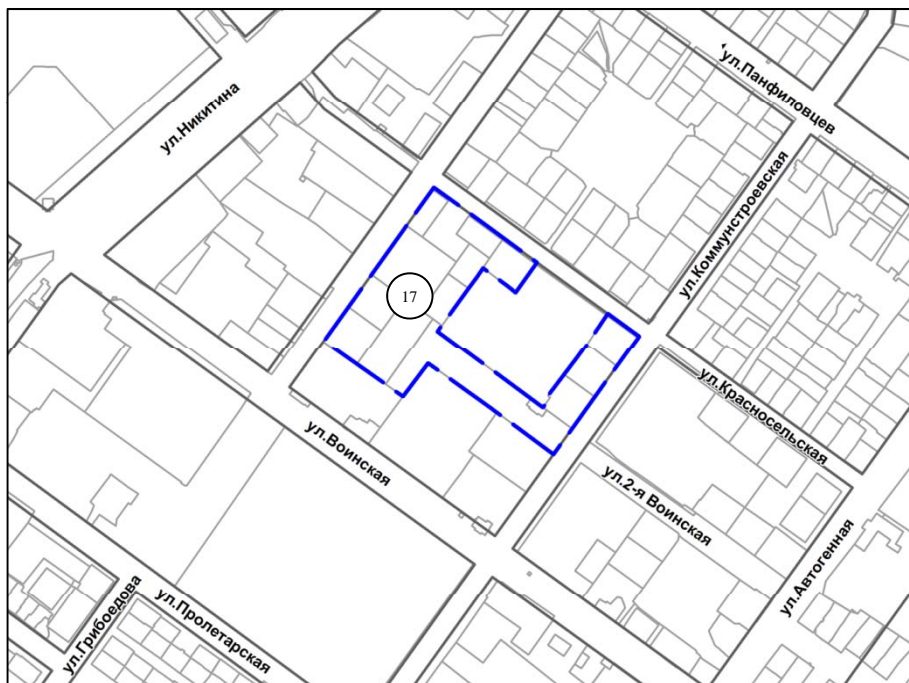 ул.Панфиловцев
ул.Никитина
ул.Коммунстроевская
17
ул.Красносельская
ул.Воинская
ул.2-я Воинская
ул.Автогенная
ул.Грибоедова
ул.Пролетарская